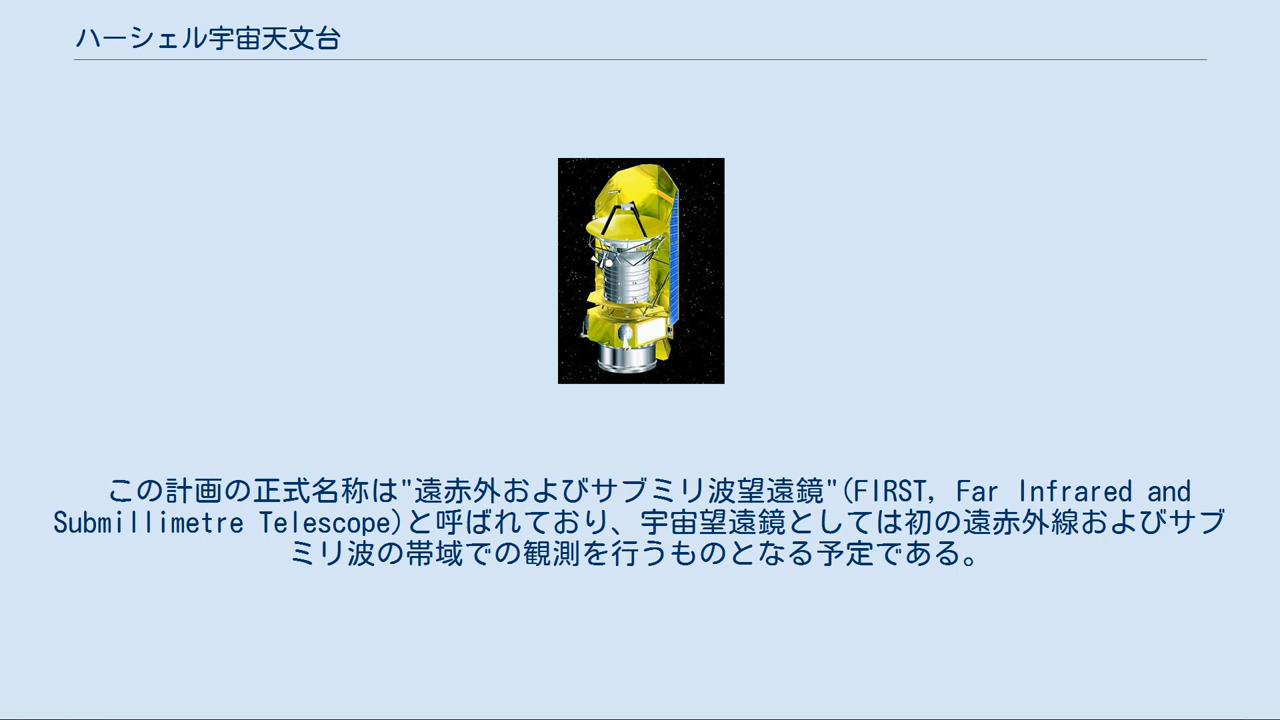 ハーシェル宇宙天文台
この計画の正式名称は"遠赤外およびサブミリ波望遠鏡"(FIRST, Far Infrared and
Submillimetre Telescope)と呼ばれており、宇宙望遠鏡としては初の遠赤外線およびサブ
ミリ波の帯域での観測を行うものとなる予定である。